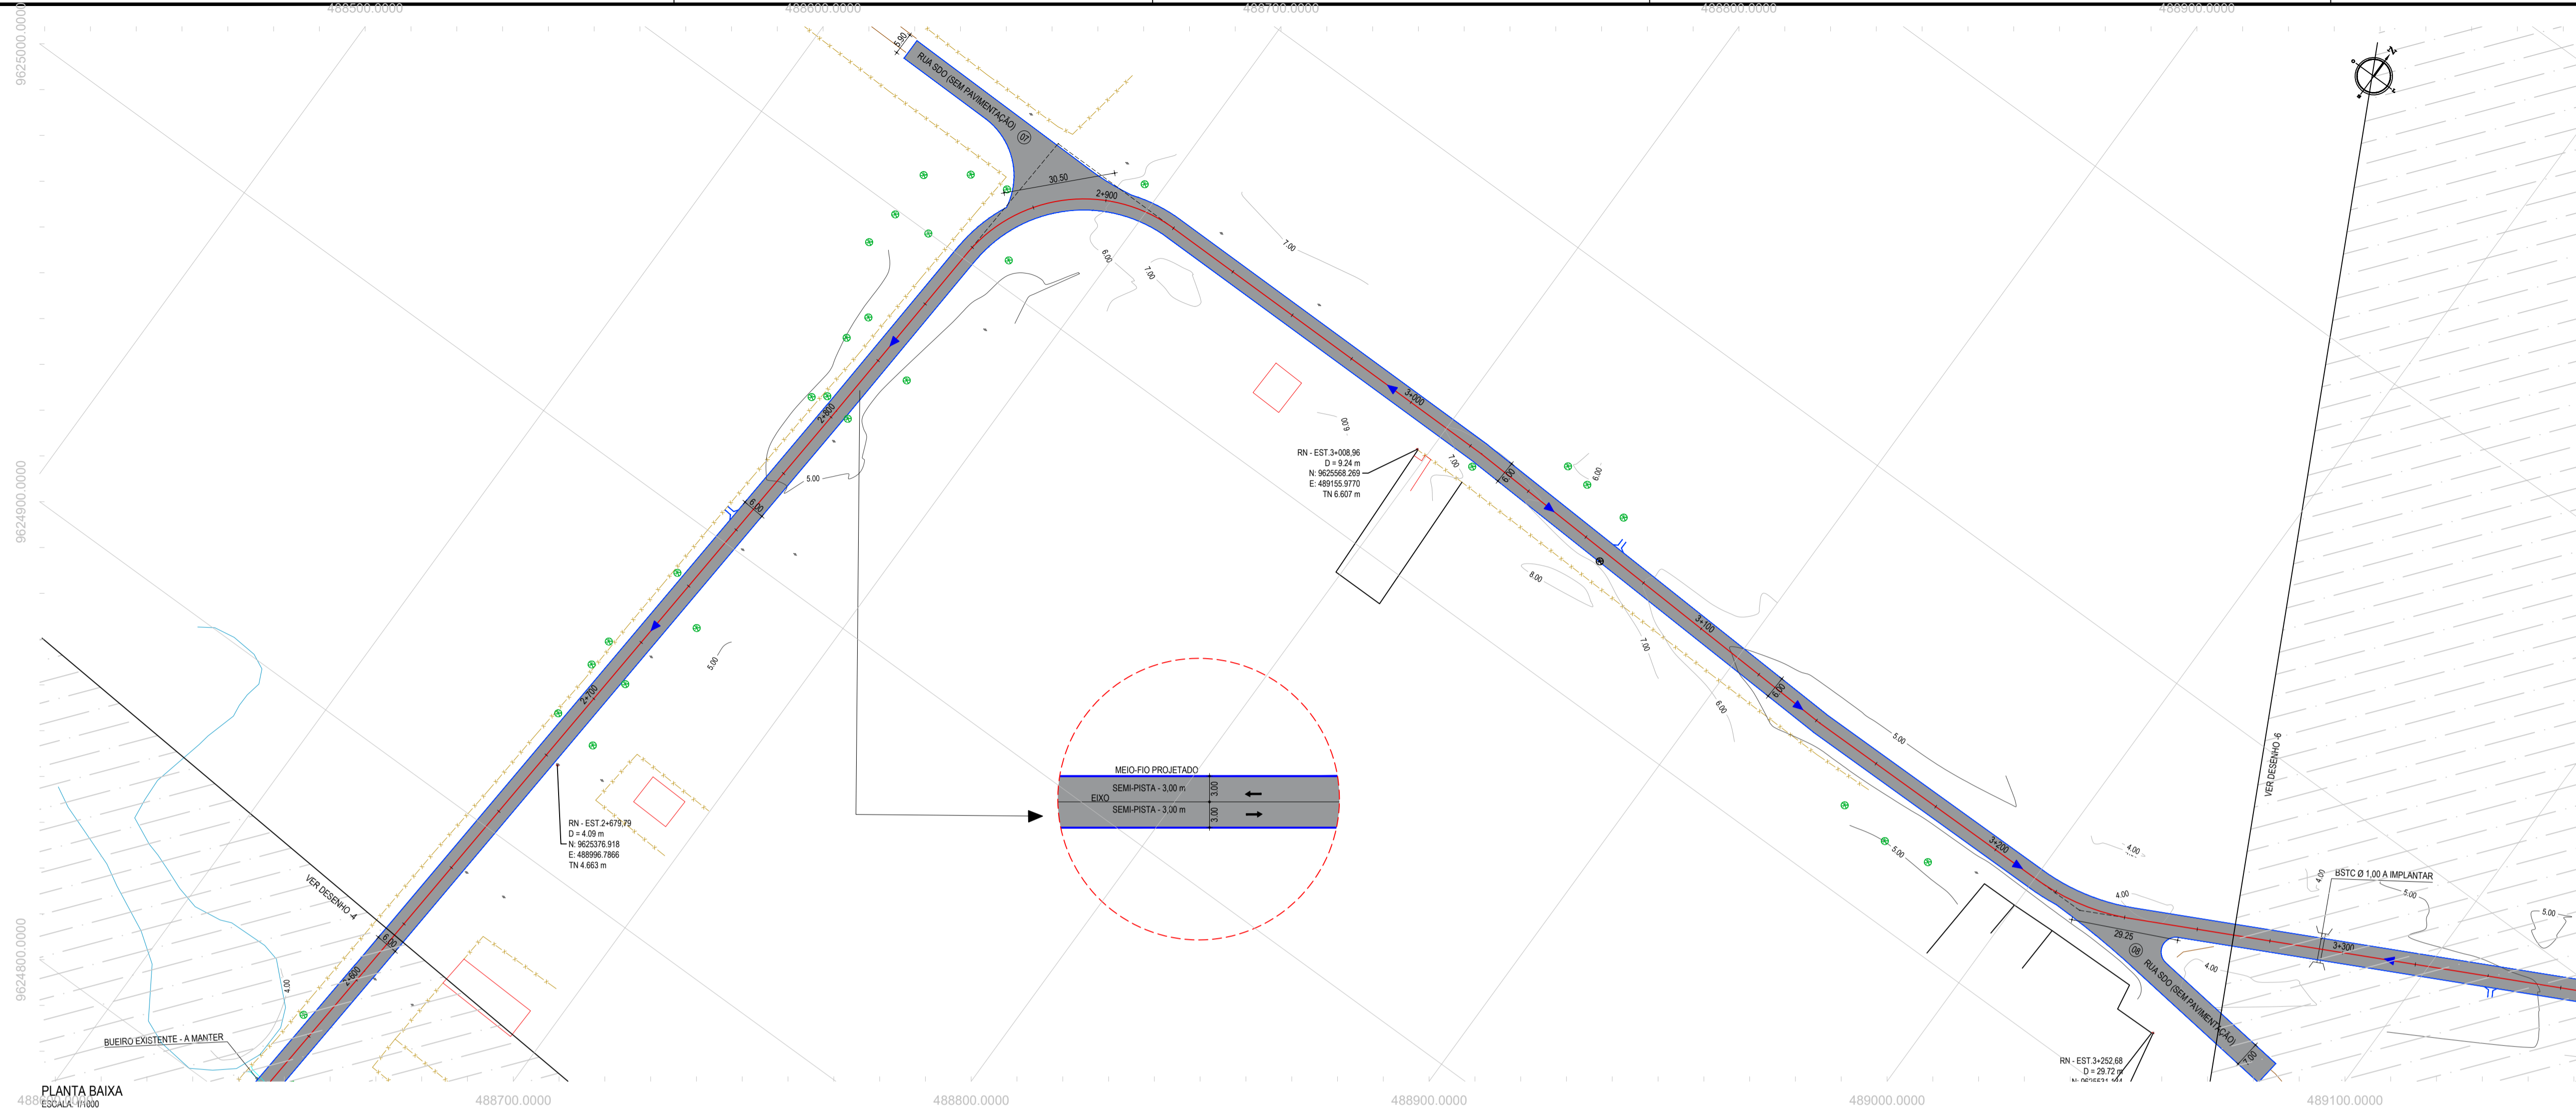 488500.0000
488600.0000
488700.0000
488800.0000
488900.0000
9625000.0000
9624900.0000
9624800.0000
5.90
RUA SDO (SEM PAVIMENTAÇÃO)
07
30.50
2+900
6.00
7.00
7.00
N
2+800
5.00
6.00
3+000
6.00
RN - EST.3+008,96
D = 9.24 m
N: 9625568.269
E: 489155.9770
TN 6.607 m
7.00
6.00
6.00
8.00
7.00
6.00
3+100
6.00
5.00
5.00
2+700
MEIO-FIO PROJETADO
SEMI-PISTA - 3,00 m
EIXO
SEMI-PISTA - 3,00 m
3.00
3.00
RN - EST.2+679,79
D = 4.09 m
N: 9625376.918
E: 488996.7866
TN 4.663 m
VER DESENHO -6
VER DESENHO -4
6.00
2+600
4.00
BUEIRO EXISTENTE - A MANTER
3+200
5.00
4.00
4.00
4.00
BSTC Ø 1,00 A IMPLANTAR
5.00
5.00
29.25
08
RUA SDO (SEM PAVIMENTAÇÃO)
4.00
3+300
7.00
RN - EST.3+252,68
D = 29.72 m
PLANTA BAIXA
ESCALA: 1/1000
488700.0000
488800.0000
488900.0000
489000.0000
489100.0000